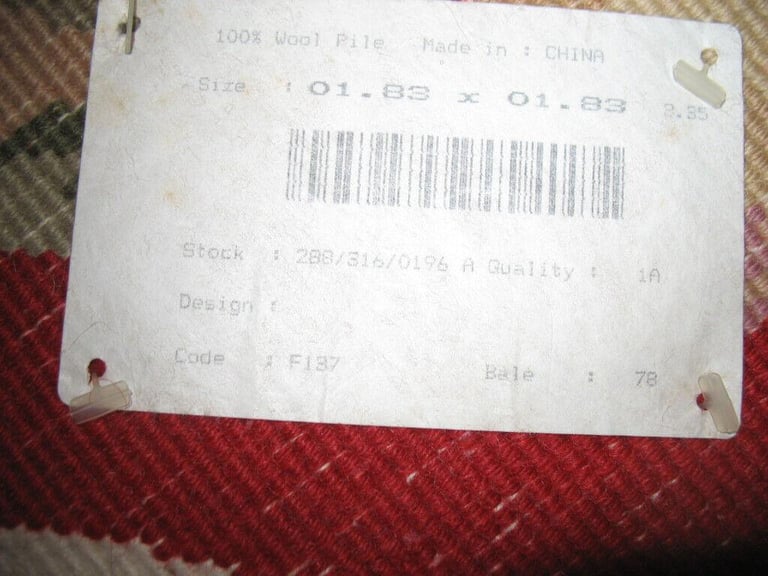 100% Wool Pile Made in : CHINA
Size : 01.83 x 01.83 3.35
Stock : 288/316/0196 A Quality : 1A
Design :
Code : F137 Bale : 78